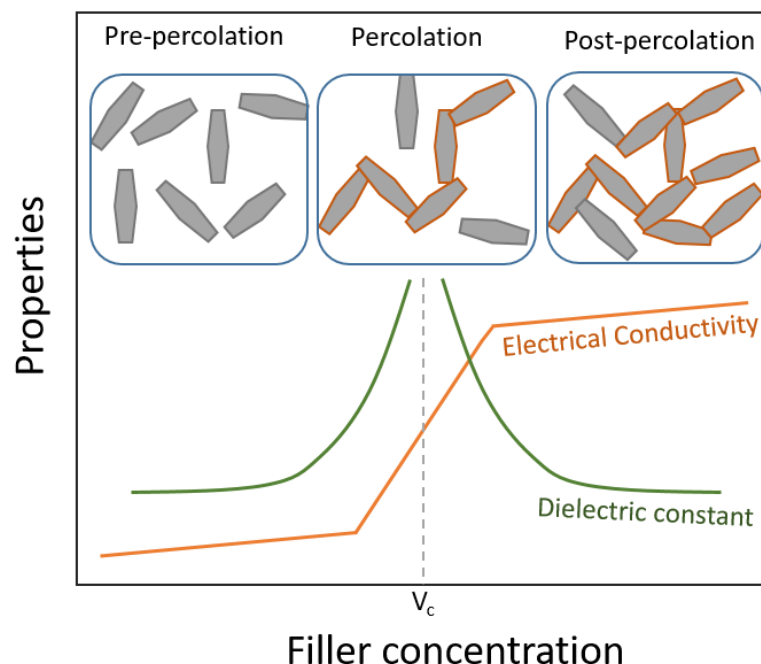 Pre-percolation
Percolation
Post-percolation
Properties
Electrical Conductivity
Dielectric constant
Vc
Filler concentration